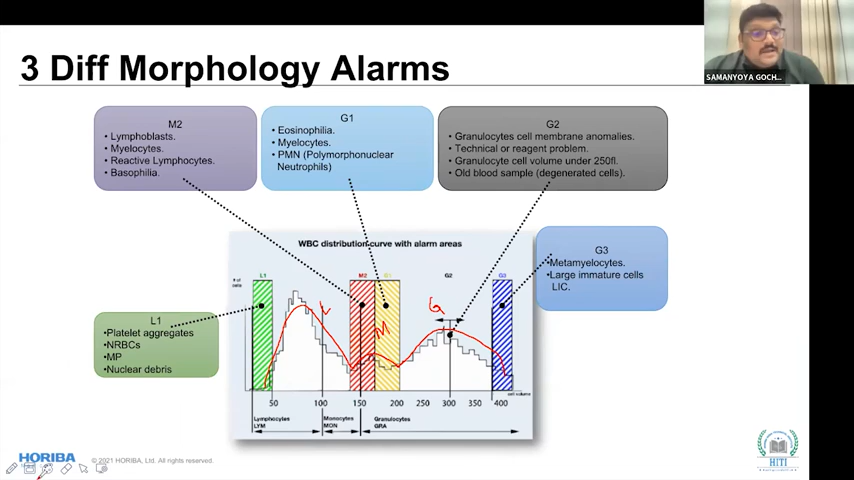 SAMANYOYA GOCH...
3 Diff Morphology Alarms
M2
• Lymphoblasts.
• Myelocytes.
• Reactive Lymphocytes.
• Basophilia.
G1
• Eosinophilia.
• Myelocytes.
• PMN (Polymorphonuclear
Neutrophils)
G2
• Granulocytes cell membrane anomalies.
• Technical or reagent problem.
• Granulocyte cell volume under 250fl.
• Old blood sample (degenerated cells).
G3
•Metamyelocytes.
•Large immature cells
LIC.
L1
•Platelet aggregates
•NRBCs
•MP
•Nuclear debris
WBC distribution curve with alarm areas
# of
cells
L1 M2 G1 G2 G3
L M G
50 100 150 200 250 300 350 400
cell volume
Lymphocytes Monocytes Granulocytes
LYM MON GRA
HORIBA © 2021 HORIBA, Ltd. All rights reserved.
HITI